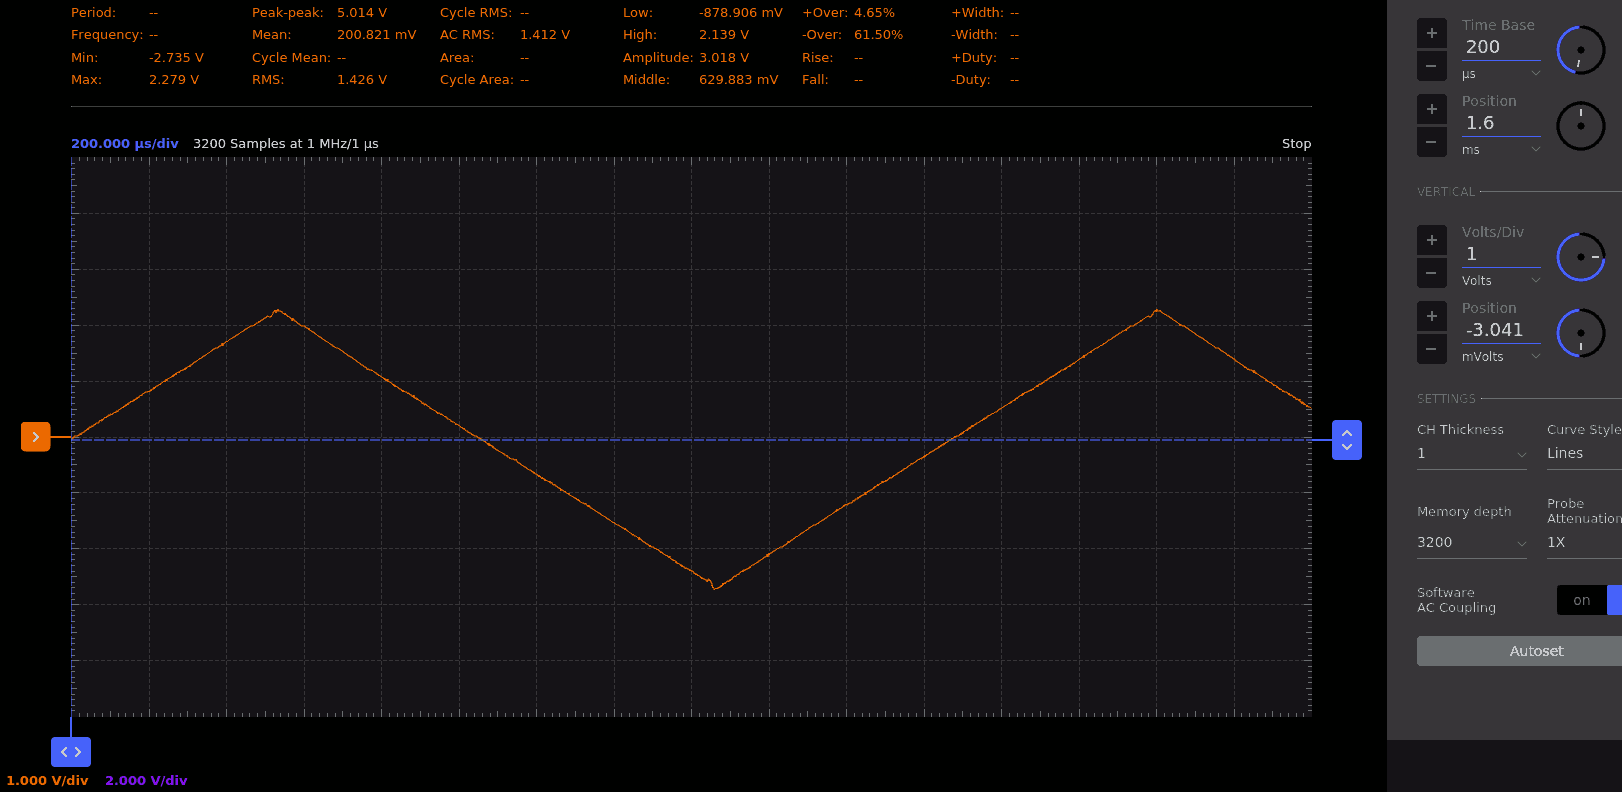 Period: -- Peak-peak: 5.014 V Cycle RMS: -- Low: -878.906 mV +Over: 4.65% +Width: --
Frequency: -- Mean: 200.821 mV AC RMS: 1.412 V High: 2.139 V -Over: 61.50% -Width: --
Min: -2.735 V Cycle Mean: -- Area: -- Amplitude: 3.018 V Rise: -- +Duty: --
Max: 2.279 V RMS: 1.426 V Cycle Area: -- Middle: 629.883 mV Fall: -- -Duty: --
200.000 µs/div 3200 Samples at 1 MHz/1 µs Stop
1.000 V/div 2.000 V/div
Time Base
+ 200
- µs
Position
+ 1.6
- ms
VERTICAL
Volts/Div
+ 1
- Volts
Position
+ -3.041
- mVolts
SETTINGS
CH Thickness Curve Style
1 Lines
Memory depth Probe
Attenuation
3200 1X
Software
AC Coupling on
Autoset